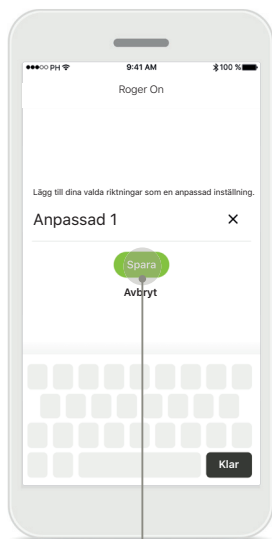 PH 9:41 AM 100 %
Roger On
Lägg till dina valda riktningar som en anpassad inställning.
Anpassad 1
Spara
Avbryt
Klar